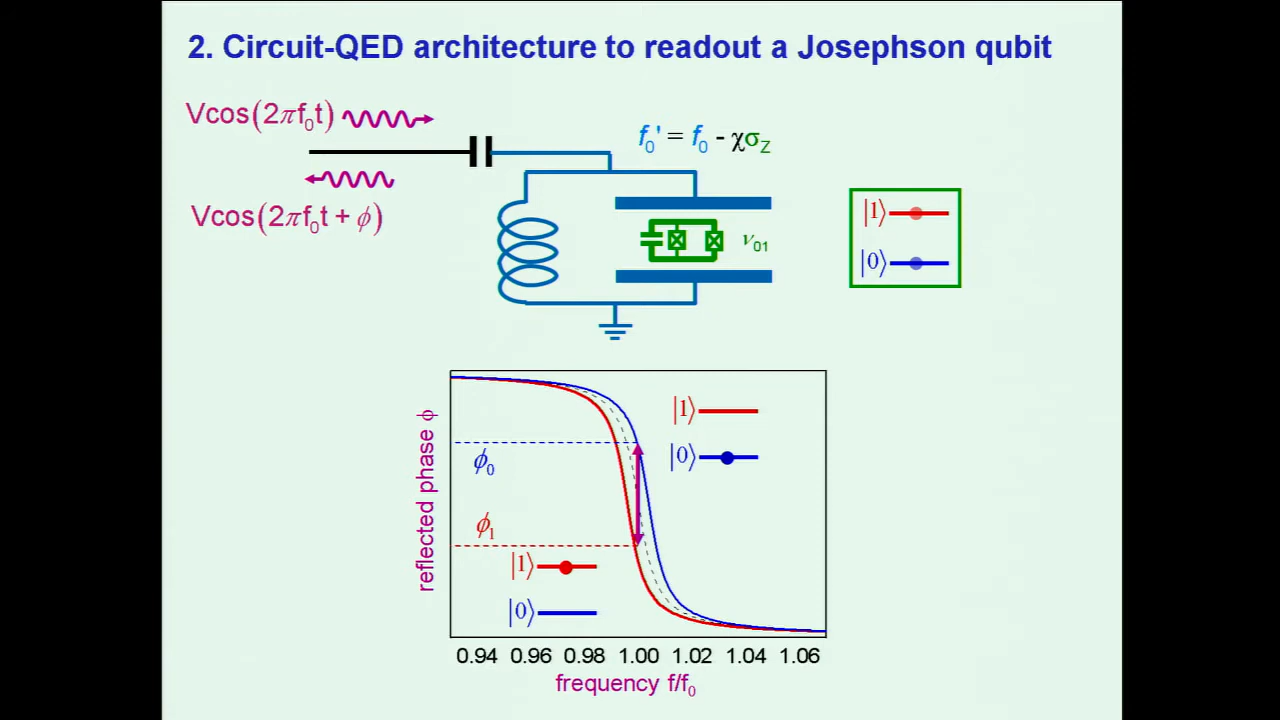 2. Circuit-QED architecture to readout a Josephson qubit
Vcos(2πf₀t)
f₀' = f₀ - χσ_Z
Vcos(2πf₀t + ϕ)
ν₀₁
|1⟩
|0⟩
reflected phase ϕ
|1⟩
|0⟩
ϕ₀
ϕ₁
|1⟩
|0⟩
0.94 0.96 0.98 1.00 1.02 1.04 1.06
frequency f/f₀